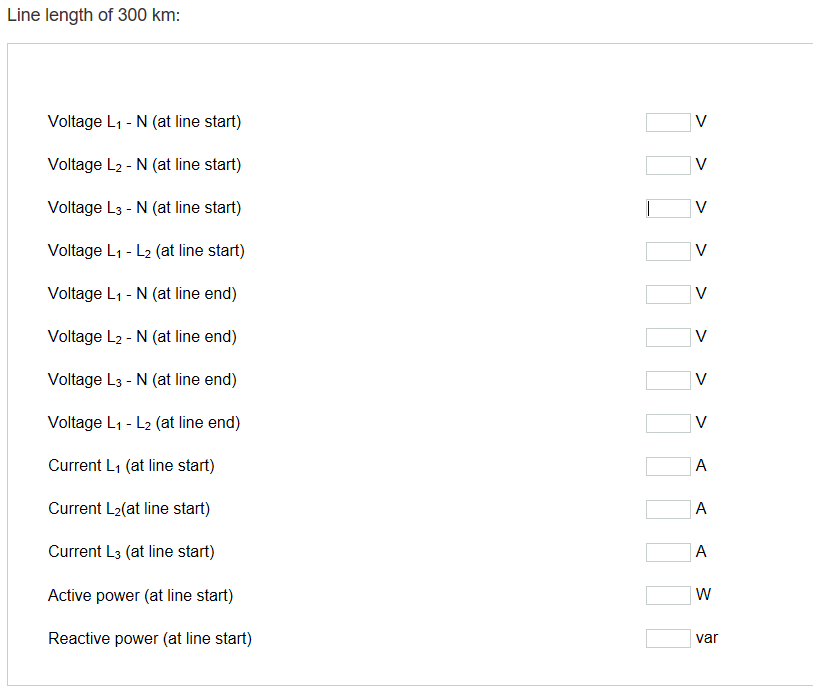 Line length of 300 km:
Voltage L₁ - N (at line start) V
Voltage L₂ - N (at line start) V
Voltage L₃ - N (at line start) V
Voltage L₁ - L₂ (at line start) V
Voltage L₁ - N (at line end) V
Voltage L₂ - N (at line end) V
Voltage L₃ - N (at line end) V
Voltage L₁ - L₂ (at line end) V
Current L₁ (at line start) A
Current L₂(at line start) A
Current L₃ (at line start) A
Active power (at line start) W
Reactive power (at line start) var